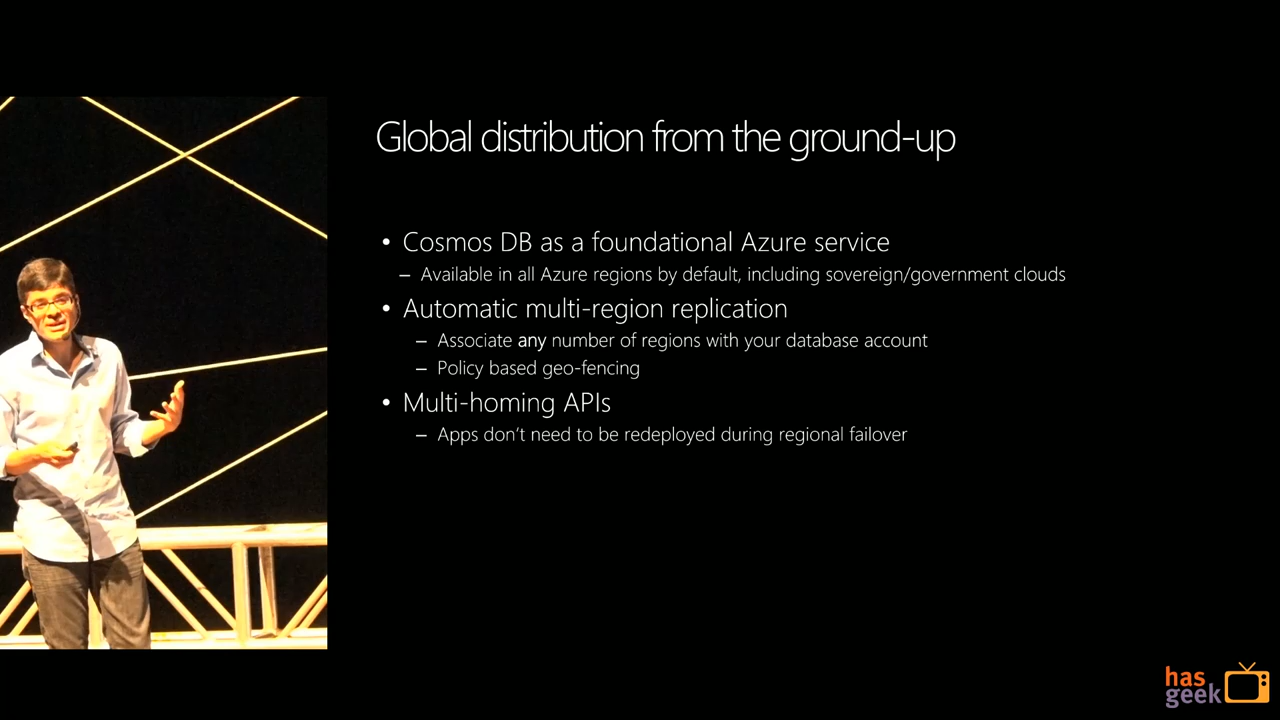 Global distribution from the ground-up
• Cosmos DB as a foundational Azure service
– Available in all Azure regions by default, including sovereign/government clouds
• Automatic multi-region replication
– Associate any number of regions with your database account
– Policy based geo-fencing
• Multi-homing APIs
– Apps don't need to be redeployed during regional failover
has
geek